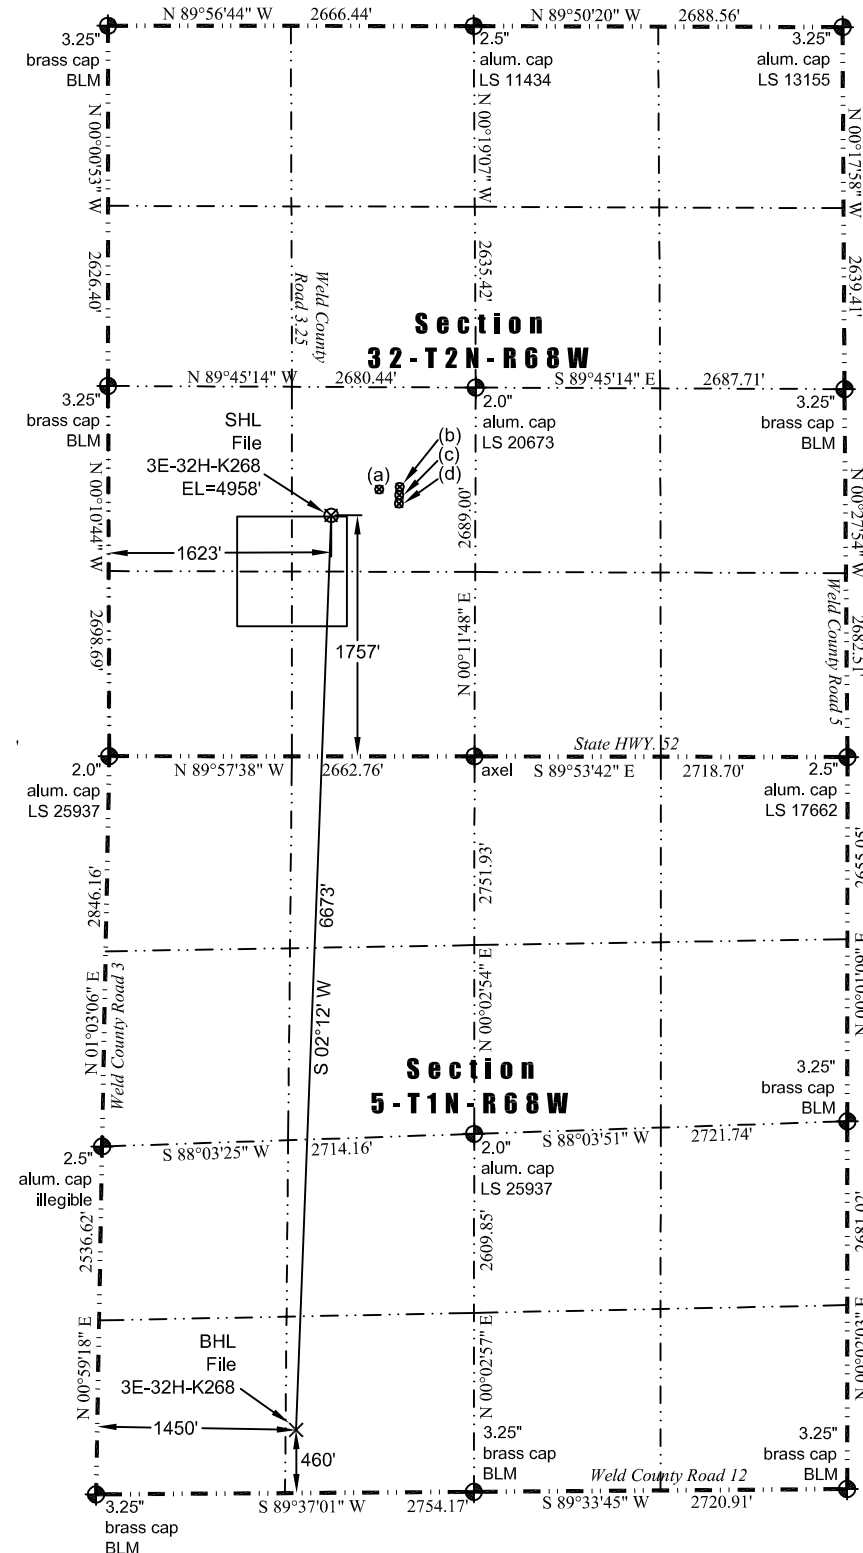 N 89°56'44" W 2666.44'
N 89°50'20" W 2688.56'
3.25"
brass cap
BLM
2.5"
alum. cap
LS 11434
3.25"
alum. cap
LS 13155
N 00°00'53" W
2626.40'
N 00°19'07" W
2635.42'
N 00°17'58" W
2639.41'
Weld County
Road 3.25
Section
32-T2N-R68W
N 89°45'14" W 2680.44'
S 89°45'14" E 2687.71'
3.25"
brass cap
BLM
2.0"
alum. cap
LS 20673
3.25"
brass cap
BLM
SHL
File
3E-32H-K268
EL=4958'
(a)
(b)
(c)
(d)
N 00°10'44" W
2698.69'
1623'
1757'
2689.00'
N 00°11'48" E
N 00°27'54" W
2682.51'
Weld County Road 5
State HWY. 52
N 89°57'38" W 2662.76'
S 89°53'42" E 2718.70'
2.0"
alum. cap
LS 25937
axel
2.5"
alum. cap
LS 17662
2846.16'
N 01°03'06" E
Weld County Road 3
6673'
S 02°12' W
2751.93'
N 00°02'54" E
Section
5-T1N-R68W
3.25"
brass cap
BLM
S 88°03'25" W 2714.16'
S 88°03'51" W 2721.74'
2.5"
alum. cap
illegible
2.0"
alum. cap
LS 25937
2536.62'
N 00°59'18" E
2609.85'
N 00°02'57" E
BHL
File
3E-32H-K268
1450'
460'
3.25"
brass cap
BLM
3.25"
brass cap
BLM
Weld County Road 12
3.25"
brass cap
BLM
S 89°37'01" W 2754.17'
S 89°33'45" W 2720.91'